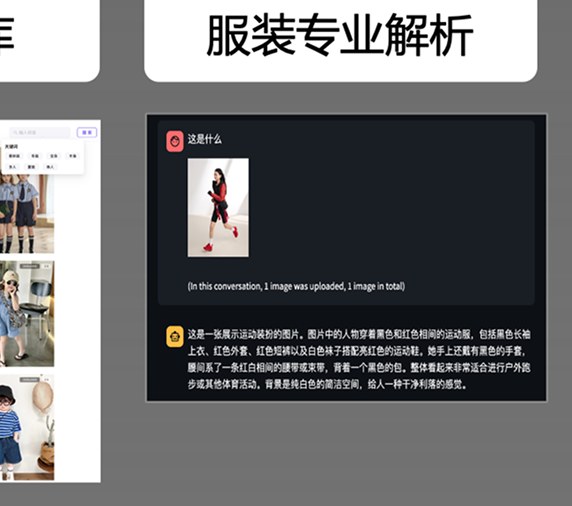 库
服装专业解析
搜索
关键词
这是什么
(In this conversation, 1 image was uploaded, 1 image in total)
这是一张展示运动装扮的图片。图片中的人物穿着黑色和红色相间的运动服，包括黑色长袖
上衣、红色外套、红色短裤以及白色袜子搭配亮红色的运动鞋。她手上还戴有黑色的手套，
腰间系了一条红白相间的腰带或束带，背着一个黑色的包。整体看起来非常适合进行户外跑
步或其他体育活动。背景是纯白色的简洁空间，给人一种干净利落的感觉。